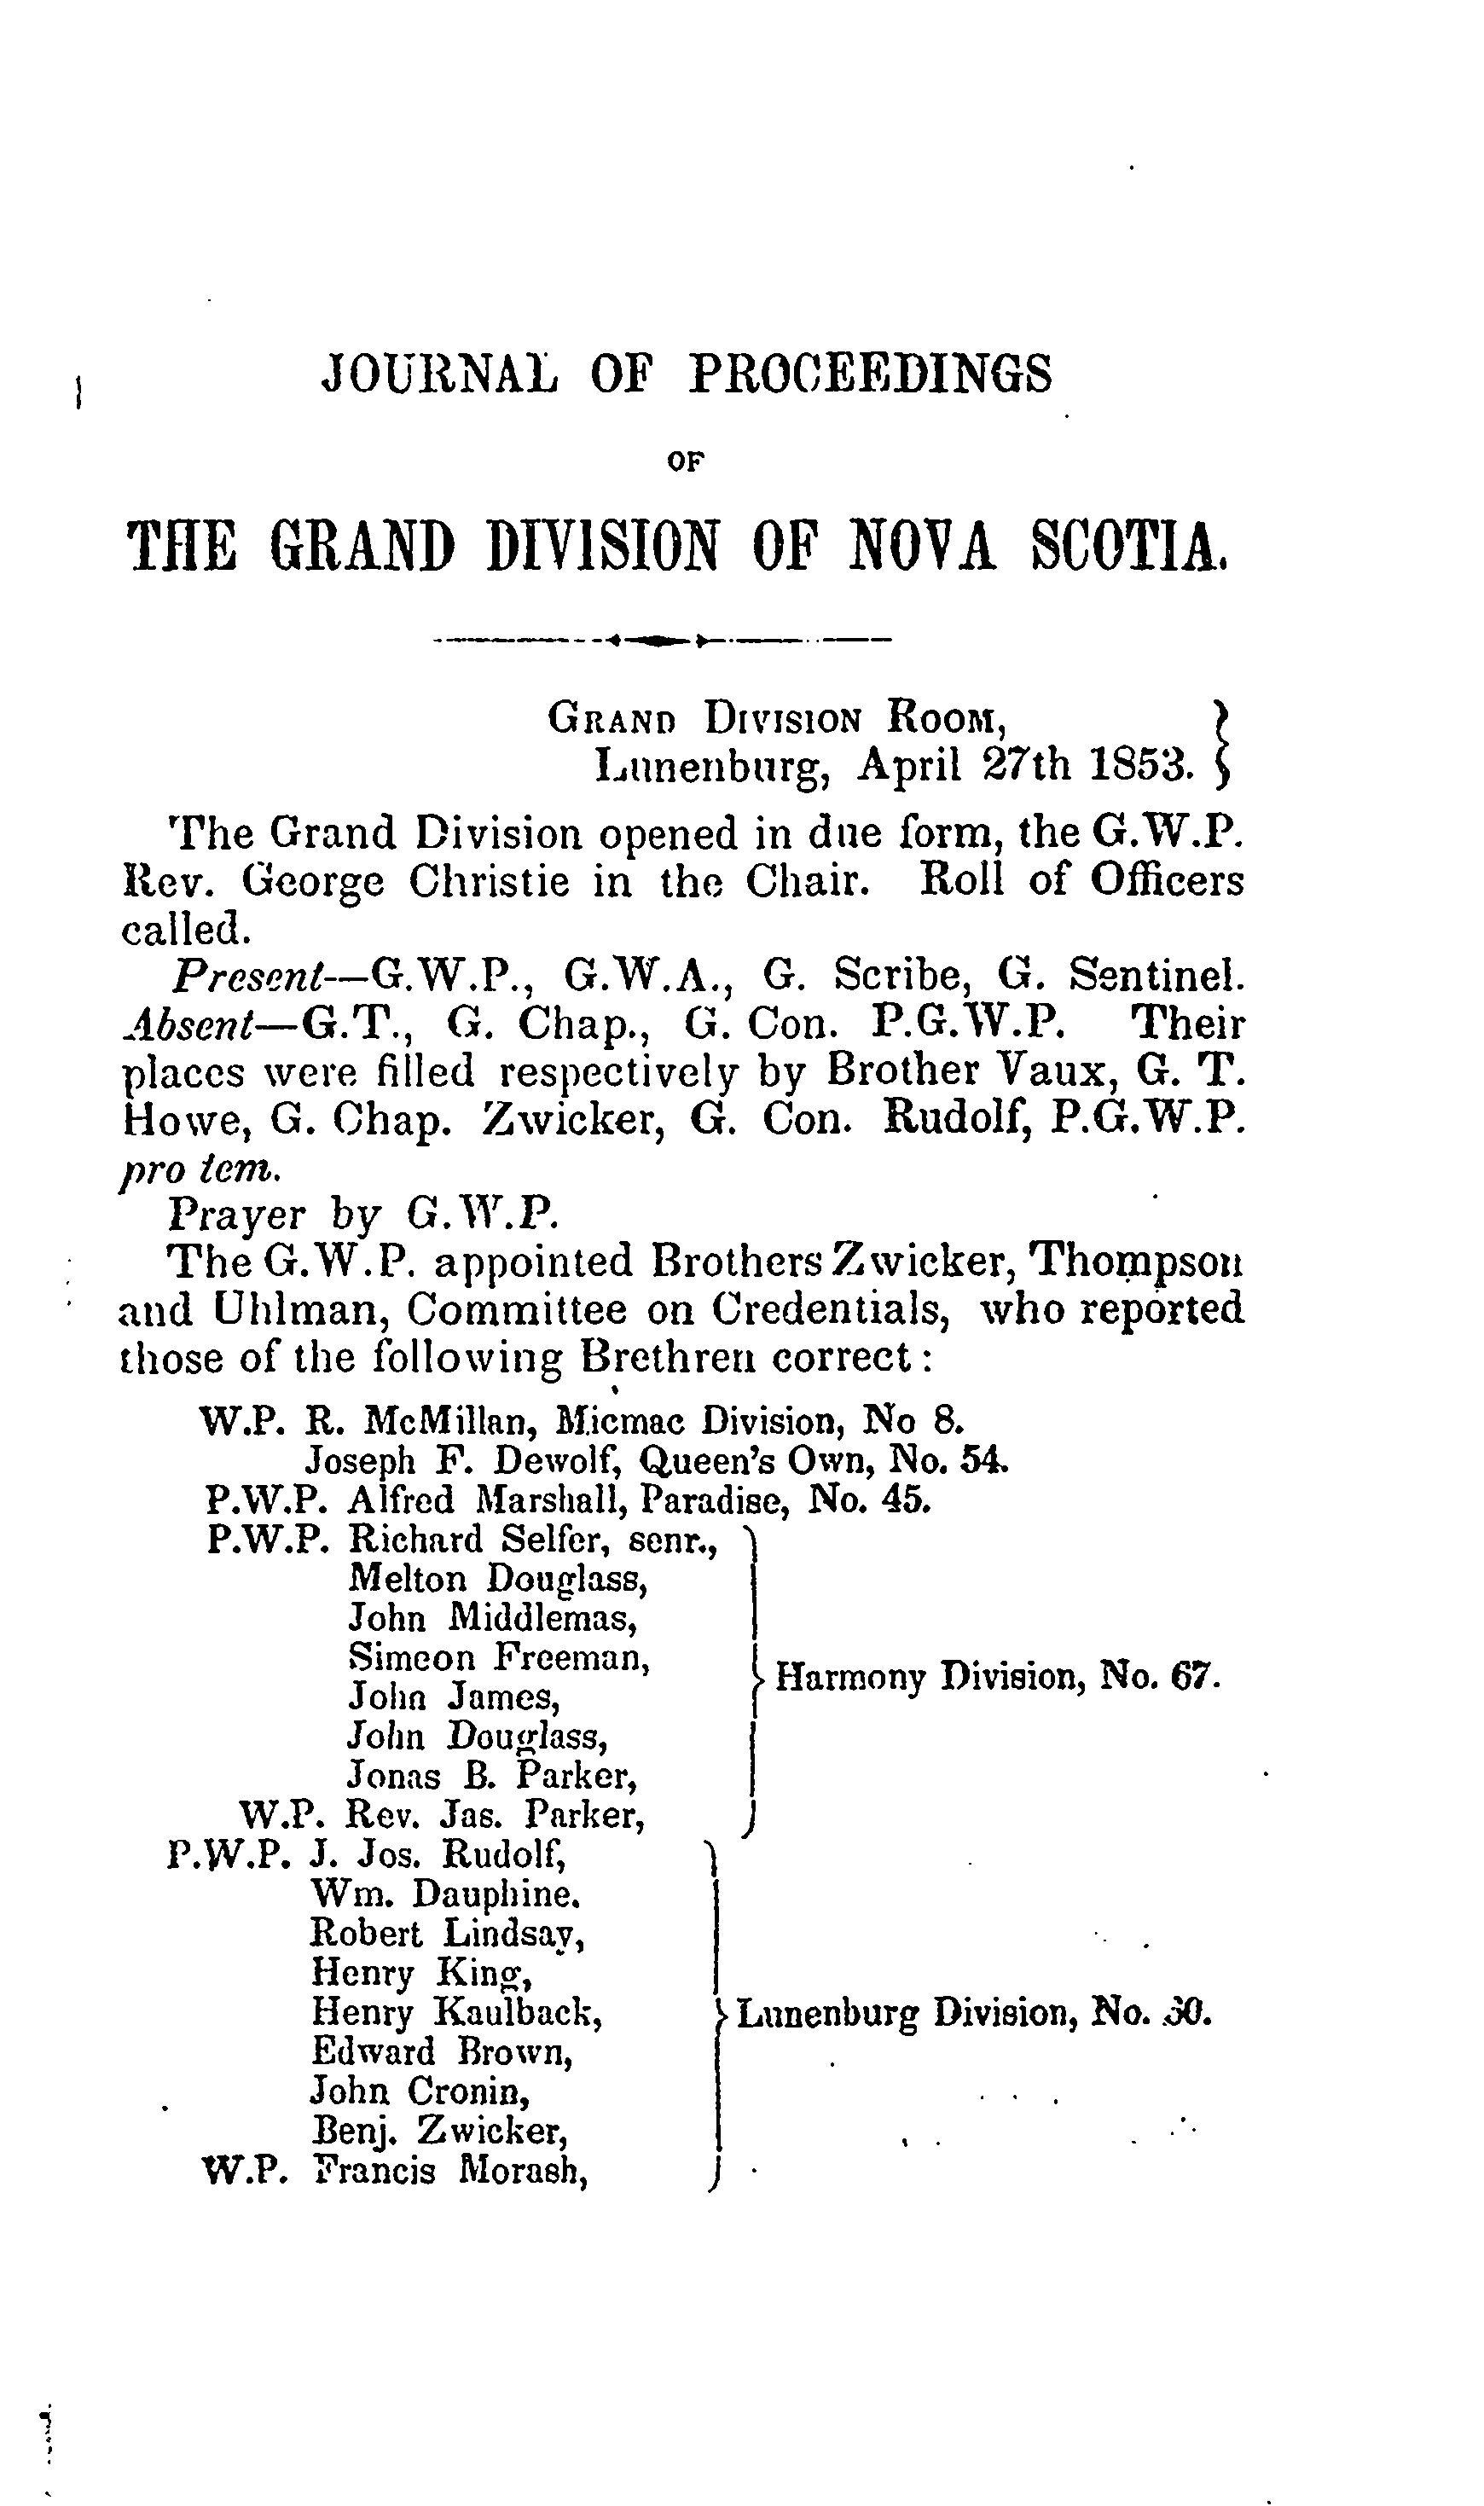 JOURNAL OF PROCEEDINGS
OF
THE GRAND DIVISION OF NOVA SCOTIA.
GRAND DIVISION ROOM,
Lunenburg, April 27th 1853.
The Grand Division opened in due form, the G.W.P.
Rev. George Christie in the Chair. Roll of Officers
called.
Present—G.W.P., G.W.A., G. Scribe, G. Sentinel.
Absent—G.T., G. Chap., G. Con. P.G.W.P. Their
places were filled respectively by Brother Vaux, G. T.
Howe, G. Chap. Zwicker, G. Con. Rudolf, P.G.W.P.
pro tem.
Prayer by G.W.P.
The G.W.P. appointed Brothers Zwicker, Thompson
and Uhlman, Committee on Credentials, who reported
those of the following Brethren correct:
W.P. R. McMillan, Micmac Division, No 8.
Joseph F. Dewolf, Queen's Own, No. 54.
P.W.P. Alfred Marshall, Paradise, No. 45.
P.W.P. Richard Selfer, senr.,
Melton Douglass,
John Middlemas,
Simeon Freeman,
Harmony Division, No. 67.
John James,
John Douglass,
Jonas B. Parker,
W.P. Rev. Jas. Parker,
P.W.P. J. Jos. Rudolf,
Wm. Dauphine.
Robert Lindsay,
Henry King,
Henry Kaulback,
Lunenburg Division, No.
Edward Brown,
John Cronin,
Benj. Zwicker,
W.P. Francis Morash,